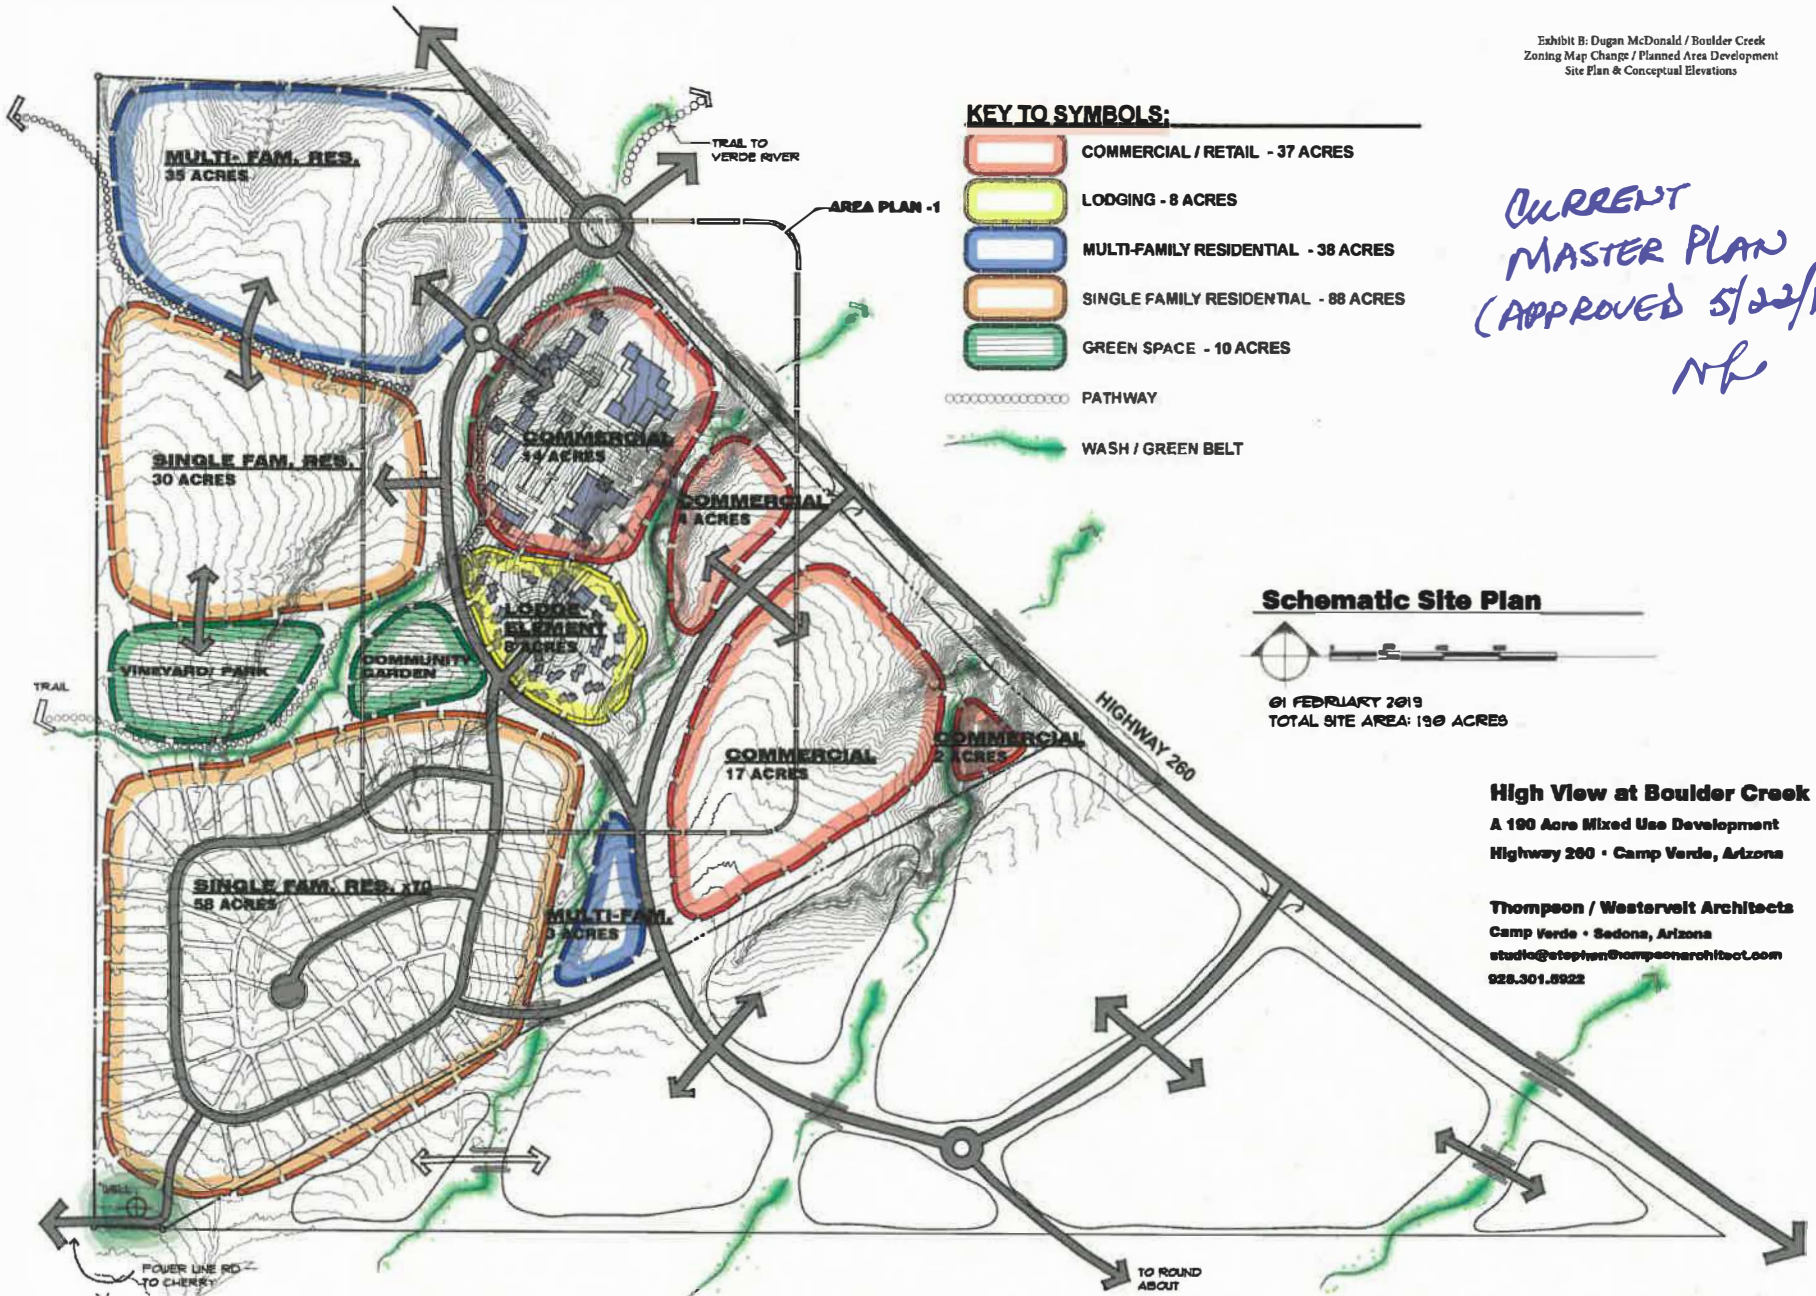 Exhibit B: Dugan McDonald / Boulder Creek
Zoning Map Change / Planned Area Development
Site Plan & Conceptual Elevations
KEY TO SYMBOLS:
COMMERCIAL / RETAIL - 37 ACRES
LODGING - 8 ACRES
MULTI-FAMILY RESIDENTIAL - 38 ACRES
SINGLE FAMILY RESIDENTIAL - 88 ACRES
GREEN SPACE - 10 ACRES
PATHWAY
WASH / GREEN BELT
CURRENT
MASTER PLAN
(APPROVED 5/22/1
TRAIL TO
VERDE RIVER
AREA PLAN -1
MULTI- FAM. RES.
35 ACRES
SINGLE FAM. RES.
30 ACRES
COMMERCIAL
14 ACRES
COMMERCIAL
4 ACRES
LODGE
ELEMENT
8 ACRES
VINEYARD/ PARK
COMMUNITY
GARDEN
TRAIL
COMMERCIAL
17 ACRES
COMMERCIAL
2 ACRES
HIGHWAY 260
SINGLE FAM. RES. x70
58 ACRES
MULTI-FAM.
3 ACRES
WELL
POWER LINE RD
TO CHERRY
TO ROUND
ABOUT
Schematic Site Plan
01 FEBRUARY 2019
TOTAL SITE AREA: 190 ACRES
High View at Boulder Creek
A 190 Acre Mixed Use Development
Highway 260 • Camp Verde, Arizona
Thompson / Westervelt Architects
Camp Verde • Sedona, Arizona
studio@stephenthompsonarchitect.com
928.301.5922